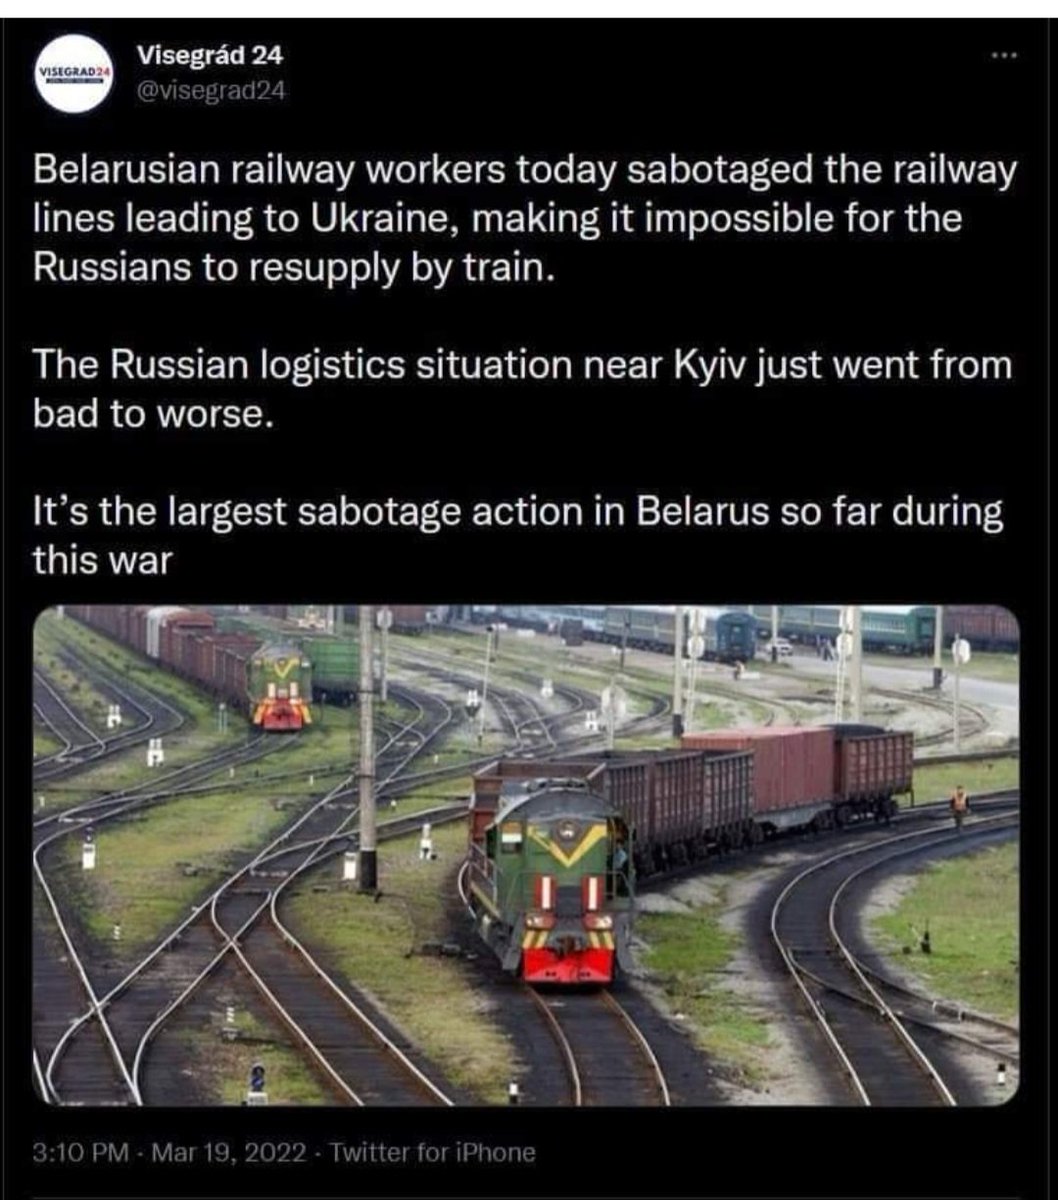 VISEGRAD24
Visegrád 24
@visegrad24
Belarusian railway workers today sabotaged the railway
lines leading to Ukraine, making it impossible for the
Russians to resupply by train.
The Russian logistics situation near Kyiv just went from
bad to worse.
It’s the largest sabotage action in Belarus so far during
this war
3:10 PM · Mar 19, 2022 · Twitter for iPhone